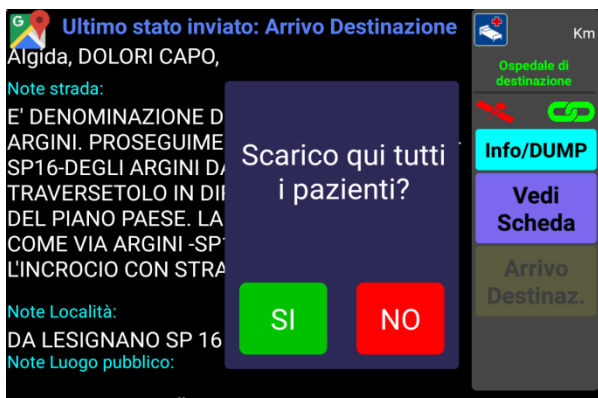 Ultimo stato inviato: Arrivo Destinazione
Algida, DOLORI CAPO,
Note strada:
E' DENOMINAZIONE D
ARGINI. PROSEGUIME
SP16-DEGLI ARGINI DA
TRAVERSETOLO IN DIR
DEL PIANO PAESE. LA
COME VIA ARGINI -SP1
L'INCROCIO CON STRA
Note Località:
DA LESIGNANO SP 16
Note Luogo pubblico:
Scarico qui tutti
i pazienti?
SI
NO
Km
Ospedale di
destinazione
Info/DUMP
Vedi
Scheda
Arrivo
Destinaz.